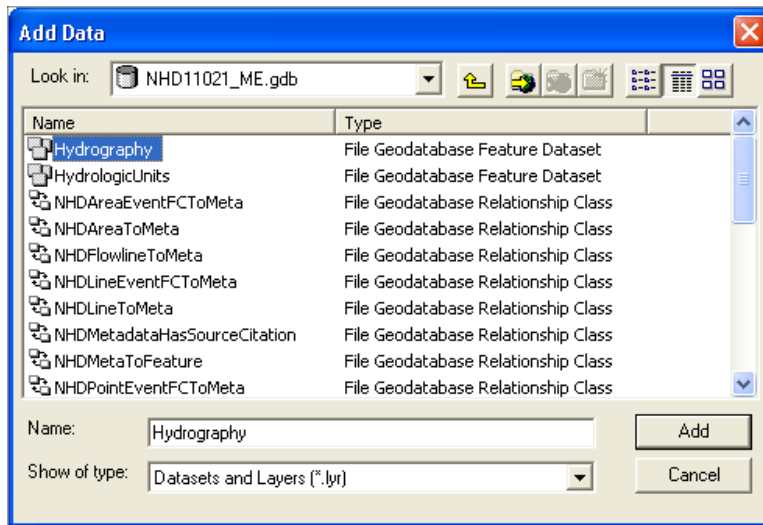 Add Data
Look in: NHD11021_ME.gdb
Name Type
Hydrography File Geodatabase Feature Dataset
HydrologicUnits File Geodatabase Feature Dataset
NHDAreaEventFCToMeta File Geodatabase Relationship Class
NHDAreaToMeta File Geodatabase Relationship Class
NHDFlowlineToMeta File Geodatabase Relationship Class
NHDLineEventFCToMeta File Geodatabase Relationship Class
NHDLineToMeta File Geodatabase Relationship Class
NHDMetadataHasSourceCitation File Geodatabase Relationship Class
NHDMetaToFeature File Geodatabase Relationship Class
NHDPointEventFCToMeta File Geodatabase Relationship Class
Name: Hydrography Add
Show of type: Datasets and Layers (*.lyr) Cancel